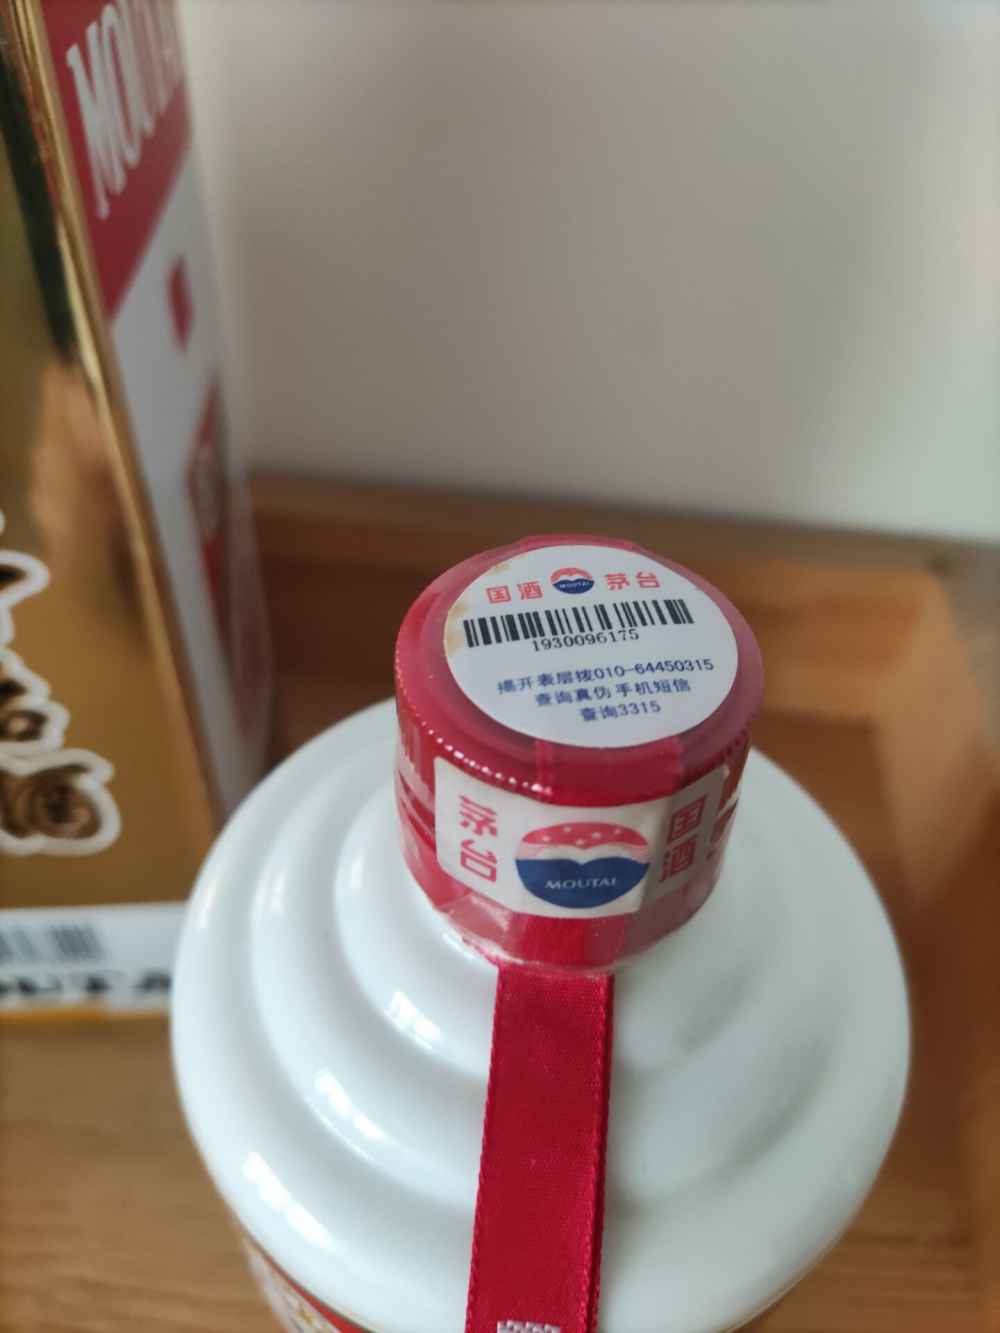 MOUTAI
国酒 MOUTAI 茅台
1930096175
揭开表层拨010-64450315
查询真伪手机短信
查询3315
茅台 MOUTAI 国酒